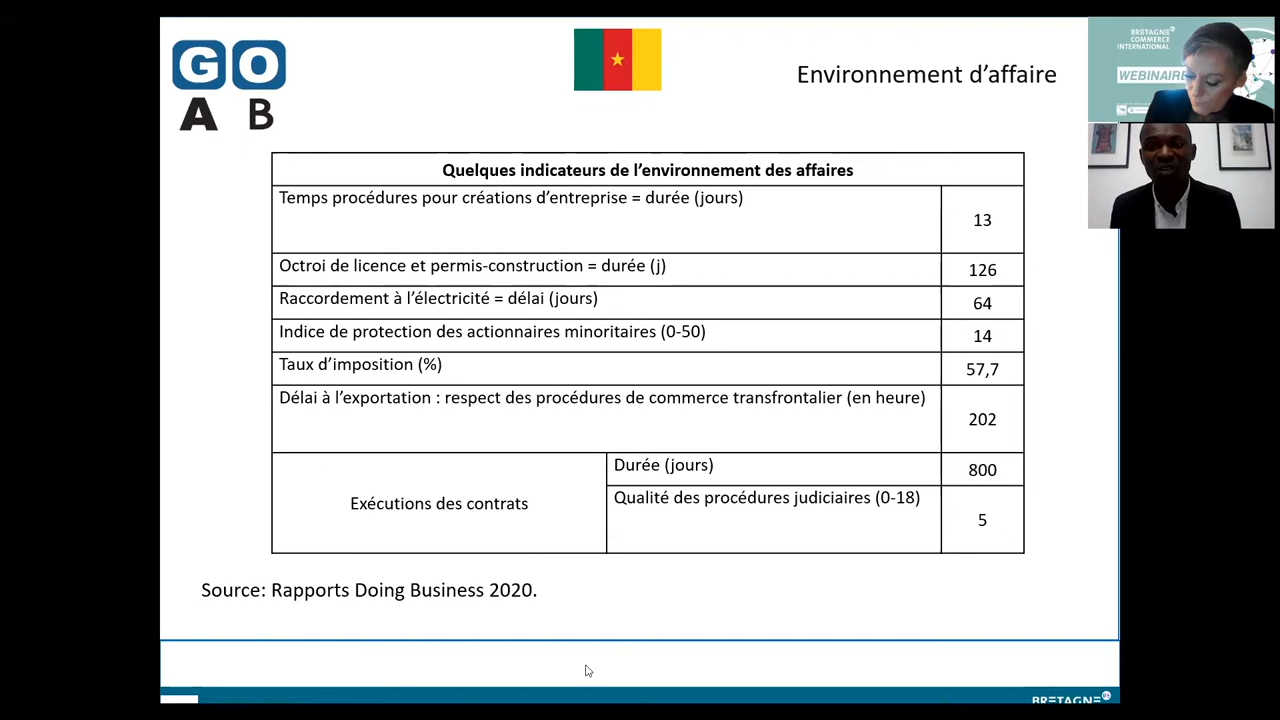 GO
A B
Environnement d’affaire
BRETAGNE
COMMERCE
INTERNATIONAL
WEBINAIRE
Quelques indicateurs de l’environnement des affaires
Temps procédures pour créations d’entreprise = durée (jours)
13
Octroi de licence et permis-construction = durée (j)
126
Raccordement à l’électricité = délai (jours)
64
Indice de protection des actionnaires minoritaires (0-50)
14
Taux d’imposition (%)
57,7
Délai à l’exportation : respect des procédures de commerce transfrontalier (en heure)
202
Exécutions des contrats
Durée (jours)
800
Qualité des procédures judiciaires (0-18)
5
Source: Rapports Doing Business 2020.
BRETAGNE